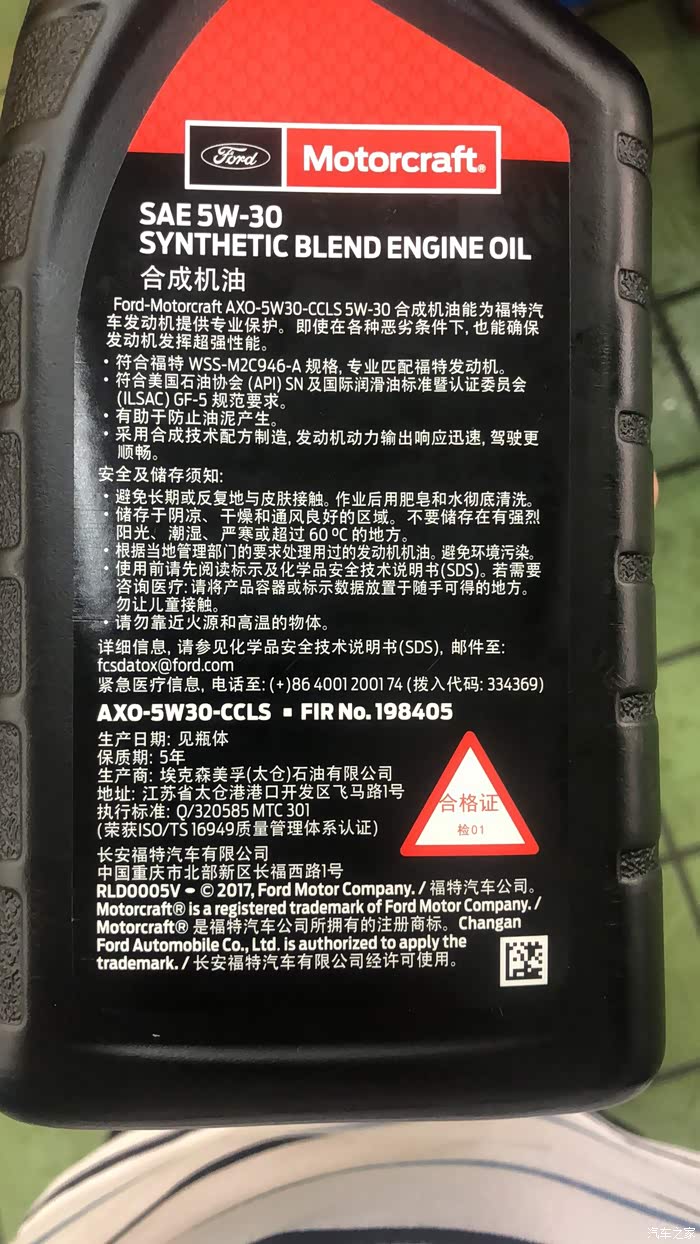 Ford
Motorcraft®
SAE 5W-30
SYNTHETIC BLEND ENGINE OIL
合成机油
Ford-Motorcraft AXO-5W30-CCLS 5W-30 合成机油能为福特汽
车发动机提供专业保护。即使在各种恶劣条件下, 也能确保
发动机发挥超强性能。
• 符合福特 WSS-M2C946-A 规格, 专业匹配福特发动机。
• 符合美国石油协会 (API) SN 及国际润滑油标准暨认证委员会
(ILSAC) GF-5 规范要求。
• 有助于防止油泥产生。
• 采用合成技术配方制造, 发动机动力输出响应迅速, 驾驶更
顺畅。
安全及储存须知:
• 避免长期或反复地与皮肤接触。作业后用肥皂和水彻底清洗。
• 储存于阴凉、干燥和通风良好的区域。不要储存在有强烈
阳光、潮湿、严寒或超过 60 ºC 的地方。
• 根据当地管理部门的要求处理用过的发动机机油。避免环境污染。
• 使用前请先阅读标示及化学品安全技术说明书(SDS)。若需要
咨询医疗: 请将产品容器或标示数据放置于随手可得的地方。
勿让儿童接触。
• 请勿靠近火源和高温的物体。
详细信息, 请参见化学品安全技术说明书(SDS), 邮件至:
fcsdatox@ford.com
紧急医疗信息, 电话至: (+)86 4001 2001 74 (拨入代码: 334369)
AXO-5W30-CCLS ▪ FIR No. 198405
生产日期: 见瓶体
保质期: 5年
生产商: 埃克森美孚(太仓)石油有限公司
地址: 江苏省太仓港港口开发区飞马路1号
执行标准: Q/320585 MTC 301
(荣获ISO/TS 16949质量管理体系认证)
合格证
检01
长安福特汽车有限公司
中国重庆市北部新区长福西路1号
RLD0005V – © 2017, Ford Motor Company. / 福特汽车公司。
Motorcraft® is a registered trademark of Ford Motor Company. /
Motorcraft® 是福特汽车公司所拥有的注册商标。Changan
Ford Automobile Co., Ltd. is authorized to apply the
trademark. / 长安福特汽车有限公司经许可使用。
汽车之家